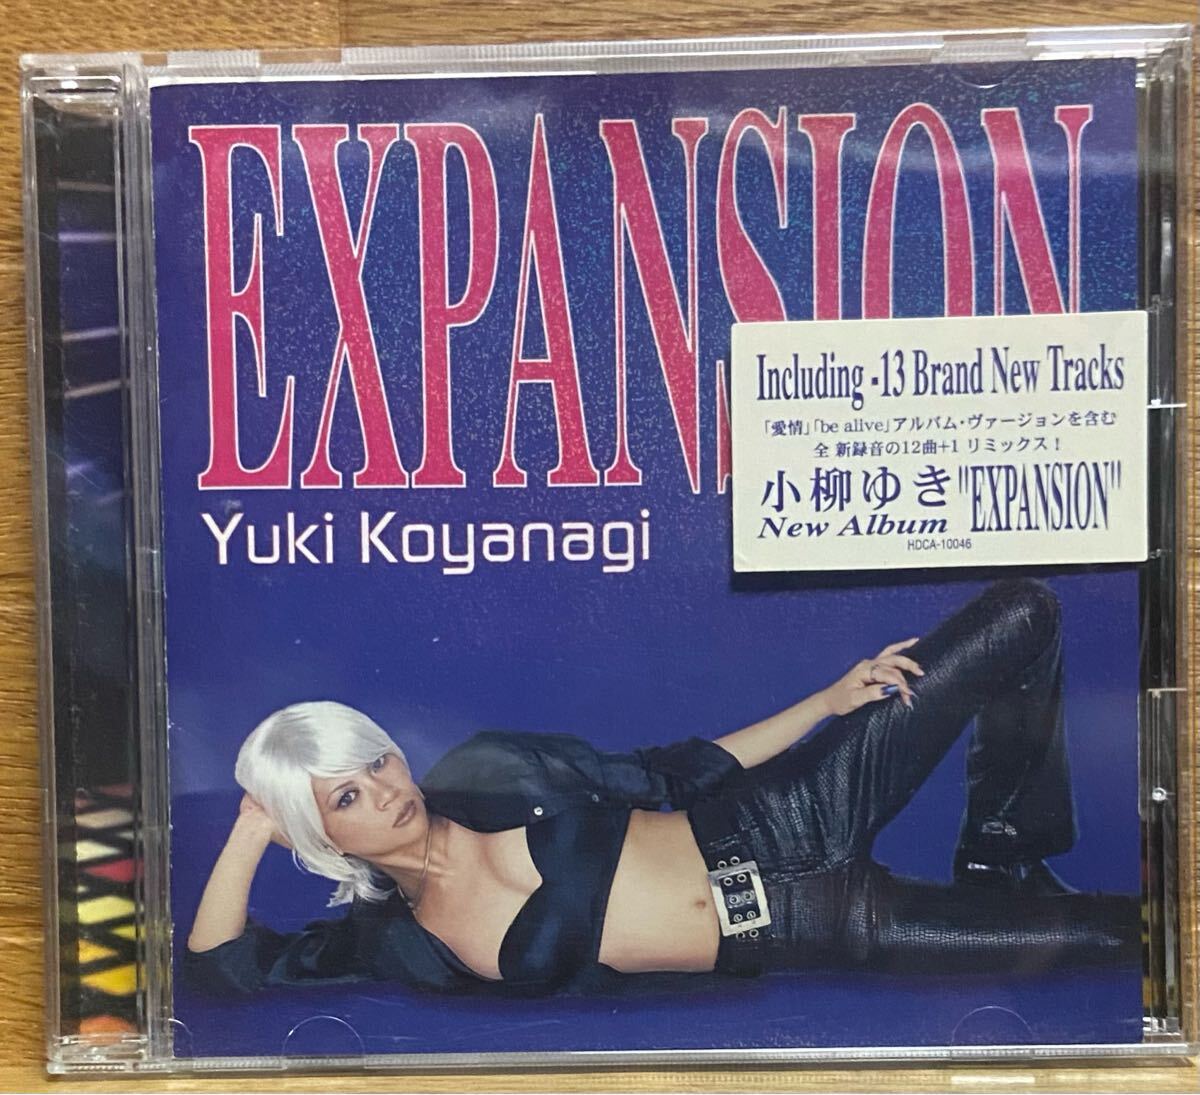 EXPANSION
Yuki Koyanagi
Including -13 Brand New Tracks
「愛情」「be alive」アルバム・ヴァージョンを含む
全 新録音の12曲+1 リミックス!
小柳ゆき "EXPANSION"
New Album
HDCA-10046